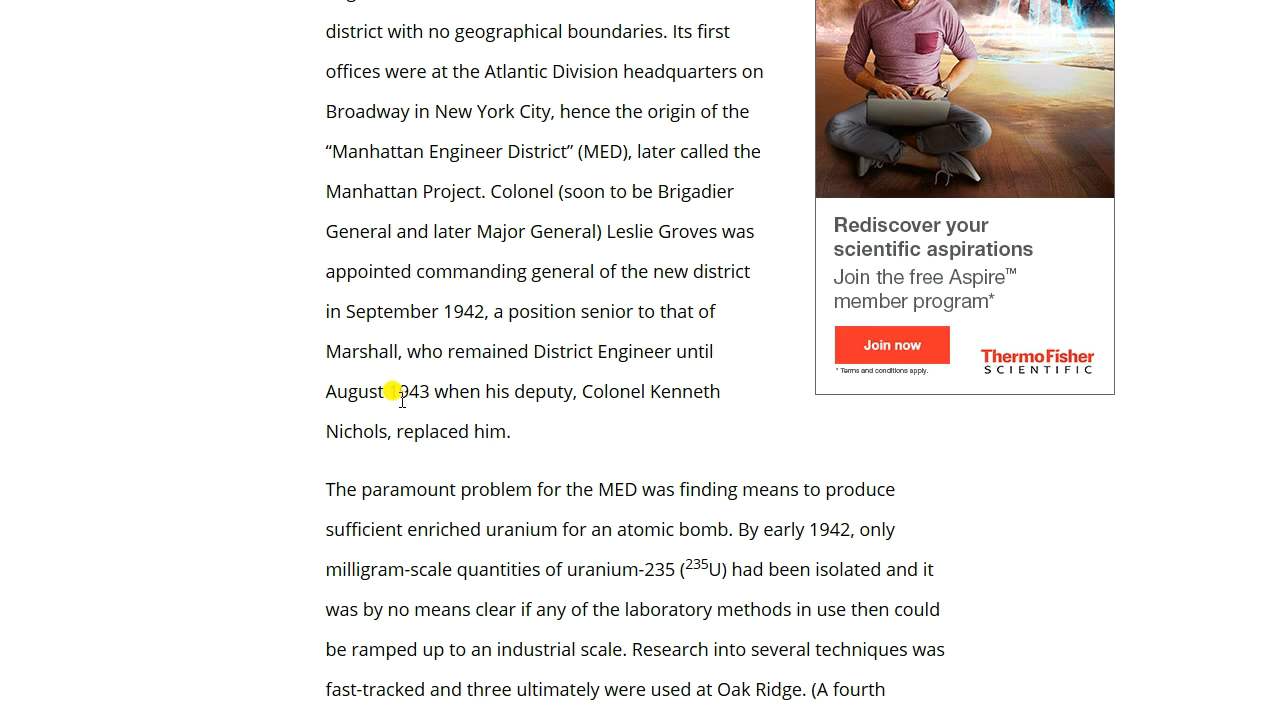 district with no geographical boundaries. Its first
offices were at the Atlantic Division headquarters on
Broadway in New York City, hence the origin of the
“Manhattan Engineer District” (MED), later called the
Manhattan Project. Colonel (soon to be Brigadier
General and later Major General) Leslie Groves was
appointed commanding general of the new district
in September 1942, a position senior to that of
Marshall, who remained District Engineer until
August 1943 when his deputy, Colonel Kenneth
Nichols, replaced him.
The paramount problem for the MED was finding means to produce
sufficient enriched uranium for an atomic bomb. By early 1942, only
milligram-scale quantities of uranium-235 (²³⁵U) had been isolated and it
was by no means clear if any of the laboratory methods in use then could
be ramped up to an industrial scale. Research into several techniques was
fast-tracked and three ultimately were used at Oak Ridge. (A fourth
Rediscover your
scientific aspirations
Join the free Aspire™
member program*
Join now
* Terms and conditions apply.
ThermoFisher
SCIENTIFIC